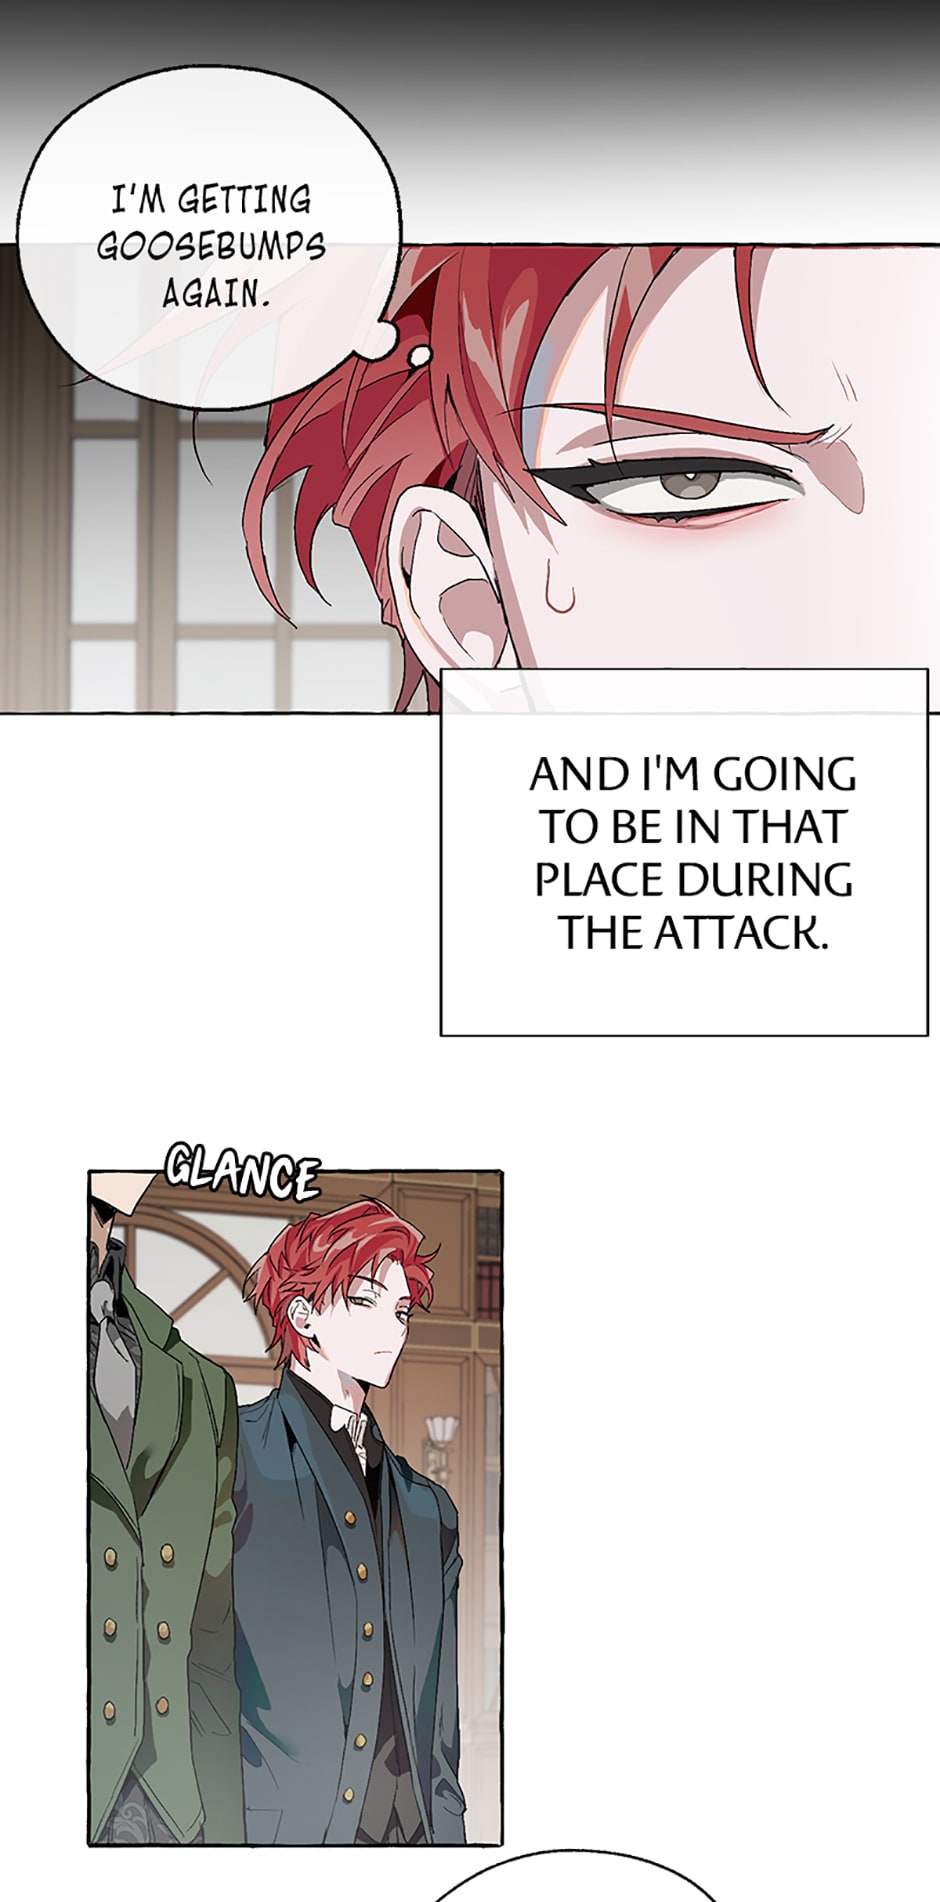 I'M GETTING
GOOSEBUMPS
AGAIN.
AND I'M GOING
TO BE IN THAT
PLACE DURING
THE ATTACK.
GLANCE